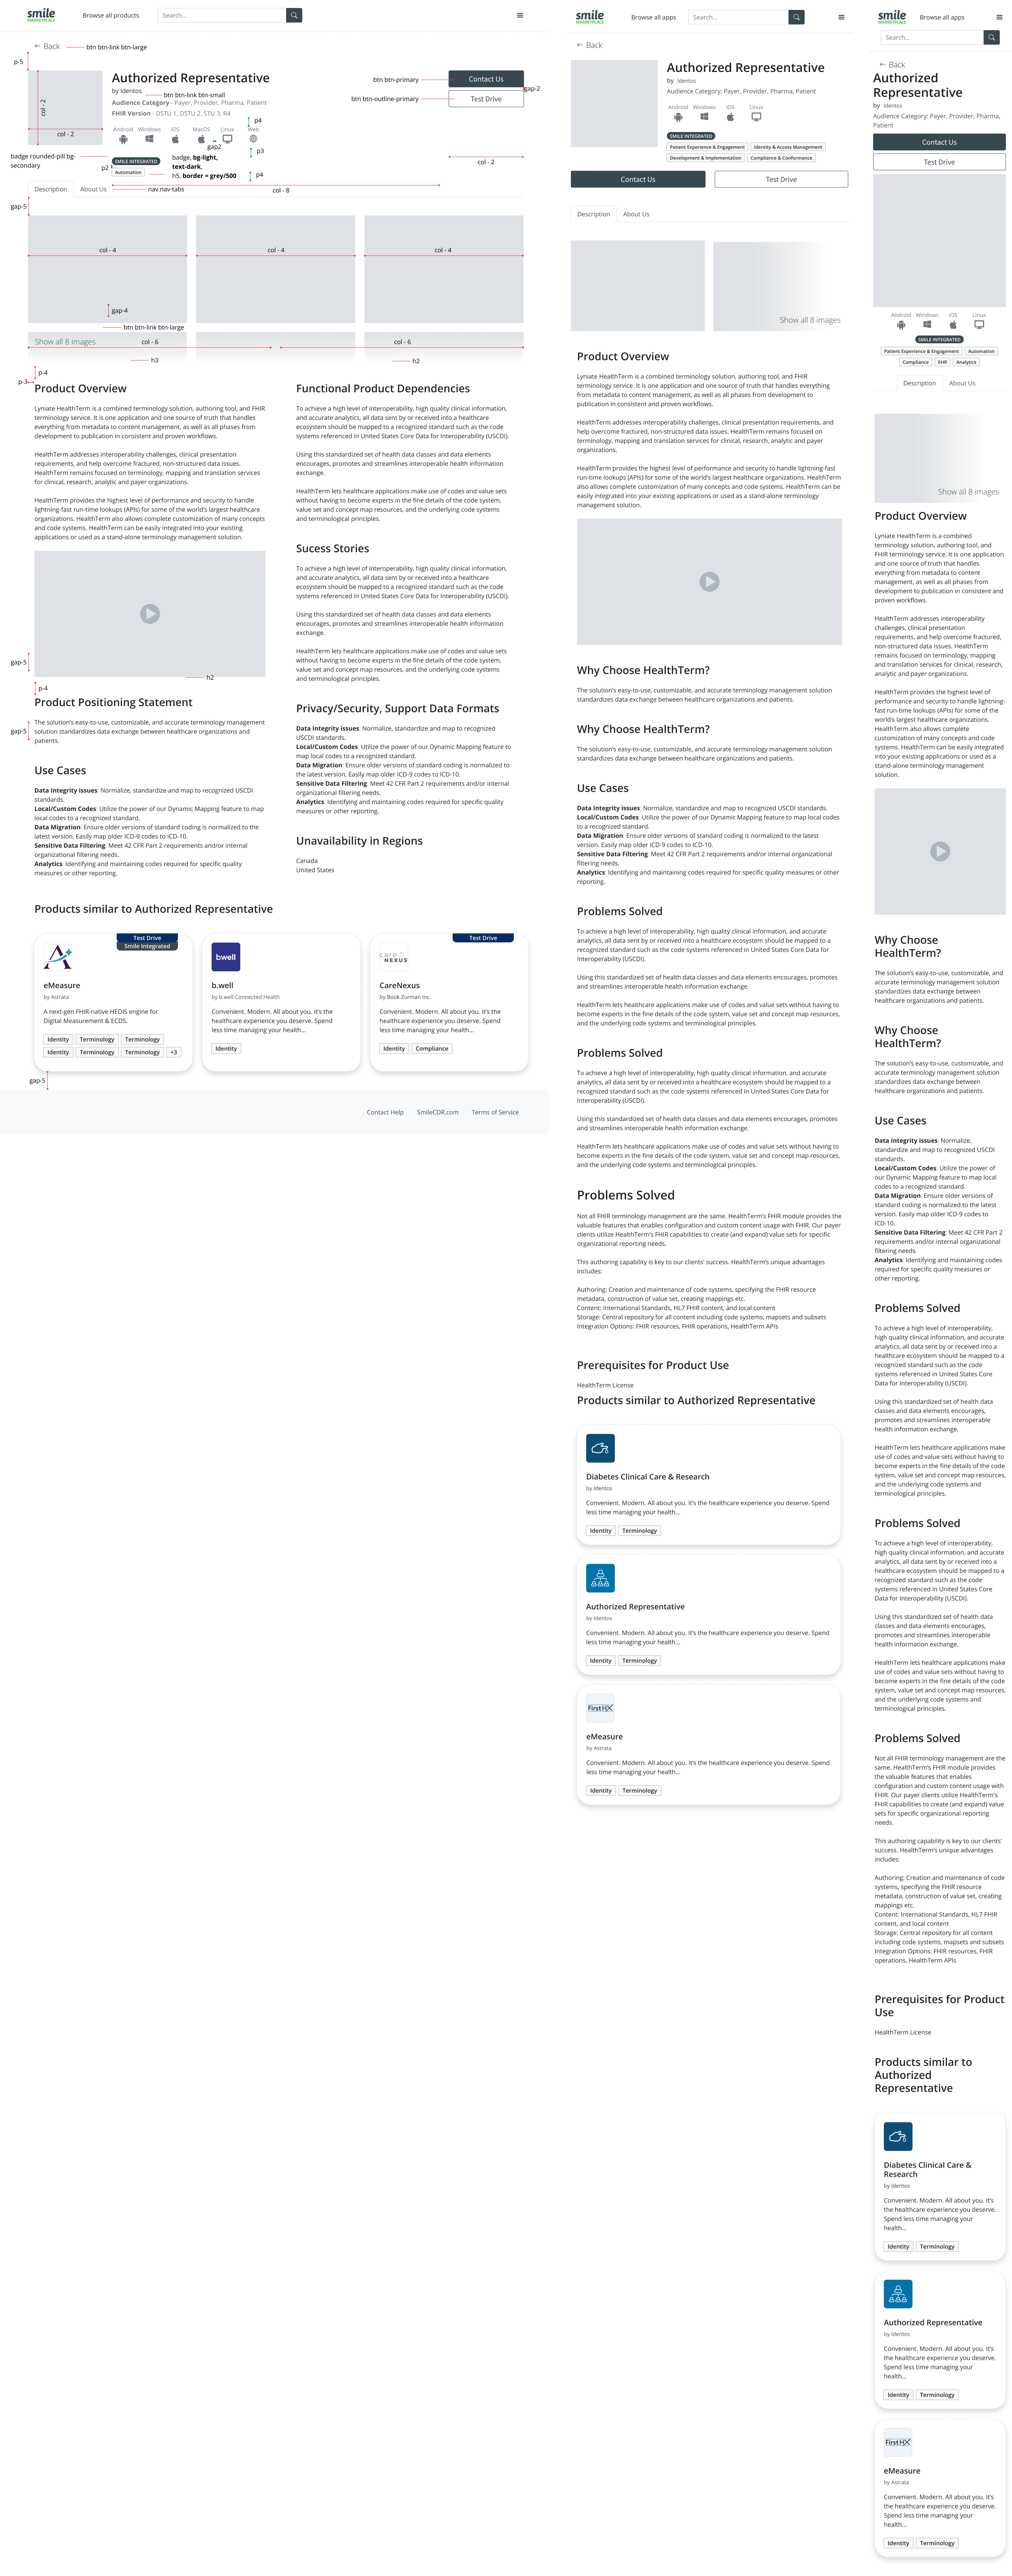 smile
MARKETPLACE
Browse all products
Search...
← Back
btn btn-link btn-large
p-5
col - 2
col - 2
Authorized Representative
by Identos
btn btn-link btn-small
Audience Category - Payer, Provider, Pharma, Patient
FHIR Version - DSTU 1, DSTU 2, STU 3, R4
Android Windows iOS MacOS Linux Web
gap2
p4
p3
p4
btn btn-primary
Contact Us
gap-2
btn btn-outline-primary
Test Drive
col - 2
badge rounded-pill bg-
secondary
p2
SMILE INTEGRATED
Automation
badge, bg-light,
text-dark,
h5, border = grey/500
Description
About Us
nav nav-tabs
col - 8
gap-5
col - 4
col - 4
col - 4
gap-4
btn btn-link btn-large
Show all 8 images
col - 6
col - 6
h3
h2
p-4
p-3
Product Overview
Lyniate HealthTerm is a combined terminology solution, authoring tool, and FHIR
terminology service. It is one application and one source of truth that handles
everything from metadata to content management, as well as all phases from
development to publication in consistent and proven workflows.
HealthTerm addresses interoperability challenges, clinical presentation
requirements, and help overcome fractured, non-structured data issues.
HealthTerm remains focused on terminology, mapping and translation services
for clinical, research, analytic and payer organizations.
HealthTerm provides the highest level of performance and security to handle
lightning-fast run-time lookups (APIs) for some of the world's largest healthcare
organizations. HealthTerm also allows complete customization of many concepts
and code systems. HealthTerm can be easily integrated into your existing
applications or used as a stand-alone terminology management solution.
gap-5
h2
p-4
Product Positioning Statement
gap-5
The solution's easy-to-use, customizable, and accurate terminology management
solution standardizes data exchange between healthcare organizations and
patients.
Use Cases
Data Integrity issues: Normalize, standardize and map to recognized USCDI
standards.
Local/Custom Codes: Utilize the power of our Dynamic Mapping feature to map
local codes to a recognized standard.
Data Migration: Ensure older versions of standard coding is normalized to the
latest version. Easily map older ICD-9 codes to ICD-10.
Sensitive Data Filtering: Meet 42 CFR Part 2 requirements and/or internal
organizational filtering needs.
Analytics: Identifying and maintaining codes required for specific quality
measures or other reporting.
Functional Product Dependencies
To achieve a high level of interoperability, high quality clinical information,
and accurate analytics, all data sent by or received into a healthcare
ecosystem should be mapped to a recognized standard such as the code
systems referenced in United States Core Data for Interoperability (USCDI).
Using this standardized set of health data classes and data elements
encourages, promotes and streamlines interoperable health information
exchange.
HealthTerm lets healthcare applications make use of codes and value sets
without having to become experts in the fine details of the code system,
value set and concept map resources, and the underlying code systems
and terminological principles.
Sucess Stories
To achieve a high level of interoperability, high quality clinical information,
and accurate analytics, all data sent by or received into a healthcare
ecosystem should be mapped to a recognized standard such as the code
systems referenced in United States Core Data for Interoperability (USCDI).
Using this standardized set of health data classes and data elements
encourages, promotes and streamlines interoperable health information
exchange.
HealthTerm lets healthcare applications make use of codes and value sets
without having to become experts in the fine details of the code system,
value set and concept map resources, and the underlying code systems
and terminological principles.
Privacy/Security, Support Data Formats
Data Integrity issues: Normalize, standardize and map to recognized
USCDI standards.
Local/Custom Codes: Utilize the power of our Dynamic Mapping feature to
map local codes to a recognized standard.
Data Migration: Ensure older versions of standard coding is normalized to
the latest version. Easily map older ICD-9 codes to ICD-10.
Sensitive Data Filtering: Meet 42 CFR Part 2 requirements and/or internal
organizational filtering needs.
Analytics: Identifying and maintaining codes required for specific quality
measures or other reporting.
Unavailability in Regions
Canada
United States
Products similar to Authorized Representative
Test Drive
Smile Integrated
eMeasure
by Astrata
A next-gen FHIR-native HEDIS engine for
Digital Measurement & ECDS.
Identity Terminology Terminology
Identity Terminology Terminology +3
b.well
b.well
by b.well Connected Health
Convenient. Modern. All about you. It's the
healthcare experience you deserve. Spend
less time managing your health...
Identity
Test Drive
care
NEXUS
CareNexus
by Book Zurman Inc.
Convenient. Modern. All about you. It's the
healthcare experience you deserve. Spend
less time managing your health...
Identity Compliance
gap-5
Contact Help SmileCDR.com Terms of Service
smile
MARKETPLACE
Browse all apps
Search...
← Back
Authorized Representative
by Identos
Audience Category: Payer, Provider, Pharma, Patient
Android Windows iOS Linux
SMILE INTEGRATED
Patient Experience & Engagement Identity & Access Management
Development & Implementation Compliance & Conformance
Contact Us
Test Drive
Description
About Us
Show all 8 images
Product Overview
Lyniate HealthTerm is a combined terminology solution, authoring tool, and FHIR
terminology service. It is one application and one source of truth that handles
everything from metadata to content management, as well as all phases from development to
publication in consistent and proven workflows.
HealthTerm addresses interoperability challenges, clinical presentation requirements, and
help overcome fractured, non-structured data issues. HealthTerm remains focused on
terminology, mapping and translation services for clinical, research, analytic and payer
organizations.
HealthTerm provides the highest level of performance and security to handle lightning-fast
run-time lookups (APIs) for some of the world's largest healthcare organizations. HealthTerm
also allows complete customization of many concepts and code systems. HealthTerm can be
easily integrated into your existing applications or used as a stand-alone terminology
management solution.
Why Choose HealthTerm?
The solution's easy-to-use, customizable, and accurate terminology management solution
standardizes data exchange between healthcare organizations and patients.
Why Choose HealthTerm?
The solution's easy-to-use, customizable, and accurate terminology management solution
standardizes data exchange between healthcare organizations and patients.
Use Cases
Data Integrity issues: Normalize, standardize and map to recognized USCDI standards.
Local/Custom Codes: Utilize the power of our Dynamic Mapping feature to map local codes
to a recognized standard.
Data Migration: Ensure older versions of standard coding is normalized to the latest
version. Easily map older ICD-9 codes to ICD-10.
Sensitive Data Filtering: Meet 42 CFR Part 2 requirements and/or internal organizational
filtering needs.
Analytics: Identifying and maintaining codes required for specific quality measures or other
reporting.
Problems Solved
To achieve a high level of interoperability, high quality clinical information, and accurate
analytics, all data sent by or received into a healthcare ecosystem should be mapped to a
recognized standard such as the code systems referenced in United States Core Data for
Interoperability (USCDI).
Using this standardized set of health data classes and data elements encourages, promotes
and streamlines interoperable health information exchange.
HealthTerm lets healthcare applications make use of codes and value sets without having to
become experts in the fine details of the code system, value set and concept map resources,
and the underlying code systems and terminological principles.
Problems Solved
To achieve a high level of interoperability, high quality clinical information, and accurate
analytics, all data sent by or received into a healthcare ecosystem should be mapped to a
recognized standard such as the code systems referenced in United States Core Data for
Interoperability (USCDI).
Using this standardized set of health data classes and data elements encourages, promotes
and streamlines interoperable health information exchange.
HealthTerm lets healthcare applications make use of codes and value sets without having to
become experts in the fine details of the code system, value set and concept map resources,
and the underlying code systems and terminological principles.
Problems Solved
Not all FHIR terminology management are the same. HealthTerm's FHIR module provides the
valuable features that enables configuration and custom content usage with FHIR. Our payer
clients utilize HealthTerm's FHIR capabilities to create (and expand) value sets for specific
organizational reporting needs.
This authoring capability is key to our clients' success. HealthTerm's unique advantages
includes:
Authoring: Creation and maintenance of code systems, specifying the FHIR resource
metadata, construction of value set, creating mappings etc.
Content: International Standards, HL7 FHIR content, and local content
Storage: Central repository for all content including code systems, mapsets and subsets
Integration Options: FHIR resources, FHIR operations, HealthTerm APIs
Prerequisites for Product Use
HealthTerm License
Products similar to Authorized Representative
Diabetes Clinical Care & Research
by Identos
Convenient. Modern. All about you. It's the healthcare experience you deserve. Spend
less time managing your health...
Identity Terminology
Authorized Representative
by Identos
Convenient. Modern. All about you. It's the healthcare experience you deserve. Spend
less time managing your health...
Identity Terminology
First HX
eMeasure
by Astrata
Convenient. Modern. All about you. It's the healthcare experience you deserve. Spend
less time managing your health...
Identity Terminology
smile
MARKETPLACE
Browse all apps
Search...
← Back
Authorized
Representative
by Identos
Audience Category: Payer, Provider, Pharma,
Patient
Contact Us
Test Drive
Android Windows iOS Linux
SMILE INTEGRATED
Patient Experience & Engagement Automation
Compliance EHR Analytics
Description
About Us
Show all 8 images
Product Overview
Lyniate HealthTerm is a combined
terminology solution, authoring tool, and
FHIR terminology service. It is one application
and one source of truth that handles
everything from metadata to content
management, as well as all phases from
development to publication in consistent and
proven workflows.
HealthTerm addresses interoperability
challenges, clinical presentation
requirements, and help overcome fractured,
non-structured data issues. HealthTerm
remains focused on terminology, mapping
and translation services for clinical, research,
analytic and payer organizations.
HealthTerm provides the highest level of
performance and security to handle lightning-
fast run-time lookups (APIs) for some of the
world's largest healthcare organizations.
HealthTerm also allows complete
customization of many concepts and code
systems. HealthTerm can be easily integrated
into your existing applications or used as a
stand-alone terminology management
solution.
Why Choose
HealthTerm?
The solution's easy-to-use, customizable, and
accurate terminology management solution
standardizes data exchange between
healthcare organizations and patients.
Why Choose
HealthTerm?
The solution's easy-to-use, customizable, and
accurate terminology management solution
standardizes data exchange between
healthcare organizations and patients.
Use Cases
Data Integrity issues: Normalize,
standardize and map to recognized USCDI
standards.
Local/Custom Codes: Utilize the power of
our Dynamic Mapping feature to map local
codes to a recognized standard.
Data Migration: Ensure older versions of
standard coding is normalized to the latest
version. Easily map older ICD-9 codes to
ICD-10.
Sensitive Data Filtering: Meet 42 CFR Part 2
requirements and/or internal organizational
filtering needs.
Analytics: Identifying and maintaining codes
required for specific quality measures or
other reporting.
Problems Solved
To achieve a high level of interoperability,
high quality clinical information, and accurate
analytics, all data sent by or received into a
healthcare ecosystem should be mapped to a
recognized standard such as the code
systems referenced in United States Core
Data for Interoperability (USCDI).
Using this standardized set of health data
classes and data elements encourages,
promotes and streamlines interoperable
health information exchange.
HealthTerm lets healthcare applications make
use of codes and value sets without having to
become experts in the fine details of the code
system, value set and concept map resources,
and the underlying code systems and
terminological principles.
Problems Solved
To achieve a high level of interoperability,
high quality clinical information, and accurate
analytics, all data sent by or received into a
healthcare ecosystem should be mapped to a
recognized standard such as the code
systems referenced in United States Core
Data for Interoperability (USCDI).
Using this standardized set of health data
classes and data elements encourages,
promotes and streamlines interoperable
health information exchange.
HealthTerm lets healthcare applications make
use of codes and value sets without having to
become experts in the fine details of the code
system, value set and concept map resources,
and the underlying code systems and
terminological principles.
Problems Solved
Not all FHIR terminology management are the
same. HealthTerm's FHIR module provides
the valuable features that enables
configuration and custom content usage with
FHIR. Our payer clients utilize HealthTerm's
FHIR capabilities to create (and expand) value
sets for specific organizational reporting
needs.
This authoring capability is key to our clients'
success. HealthTerm's unique advantages
includes:
Authoring: Creation and maintenance of code
systems, specifying the FHIR resource
metadata, construction of value set, creating
mappings etc.
Content: International Standards, HL7 FHIR
content, and local content
Storage: Central repository for all content
including code systems, mapsets and subsets
Integration Options: FHIR resources, FHIR
operations, HealthTerm APIs
Prerequisites for Product
Use
HealthTerm License
Products similar to
Authorized
Representative
Diabetes Clinical Care &
Research
by Identos
Convenient. Modern. All about you. It's
the healthcare experience you deserve.
Spend less time managing your
health...
Identity Terminology
Authorized Representative
by Identos
Convenient. Modern. All about you. It's
the healthcare experience you deserve.
Spend less time managing your
health...
Identity Terminology
First HX
eMeasure
by Astrata
Convenient. Modern. All about you. It's
the healthcare experience you deserve.
Spend less time managing your
health...
Identity Terminology